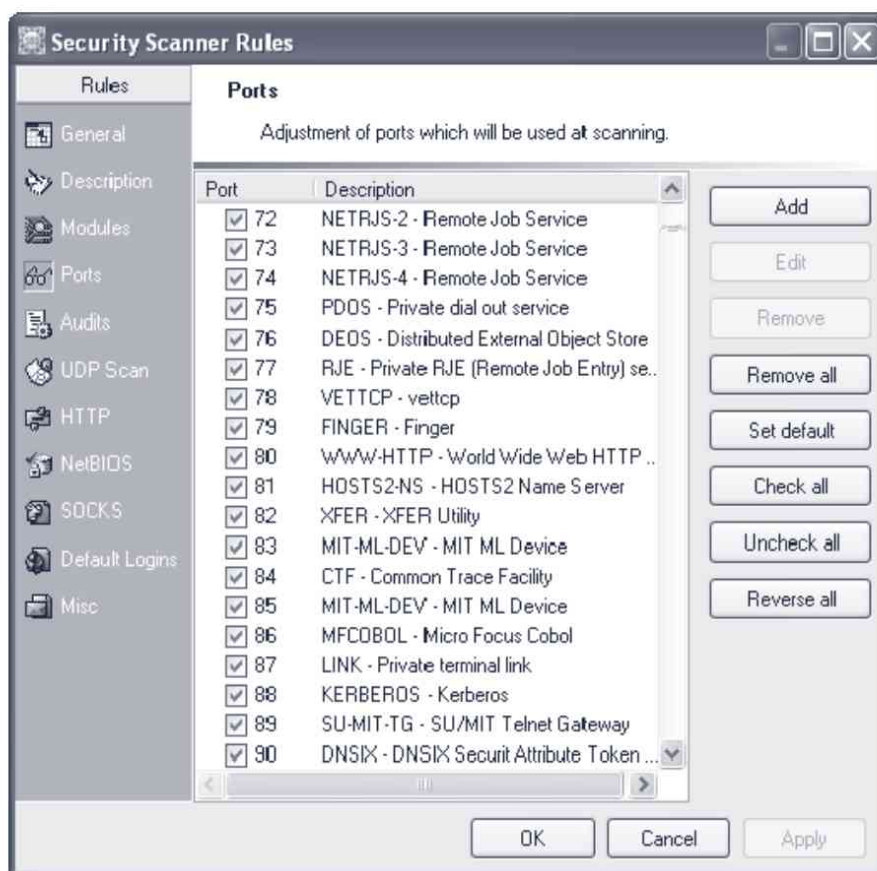 Security Scanner Rules
Rules
General
Description
Modules
Ports
Audits
UDP Scan
HTTP
NetBIOS
SOCKS
Default Logins
Misc
Ports
Adjustment of ports which will be used at scanning.
Port Description
72 NETRJS-2 - Remote Job Service
73 NETRJS-3 - Remote Job Service
74 NETRJS-4 - Remote Job Service
75 PDOS - Private dial out service
76 DEOS - Distributed External Object Store
77 RJE - Private RJE (Remote Job Entry) se..
78 VETTCP - vettcp
79 FINGER - Finger
80 WWW-HTTP - World Wide Web HTTP ..
81 HOSTS2-NS - HOSTS2 Name Server
82 XFER - XFER Utility
83 MIT-ML-DEV - MIT ML Device
84 CTF - Common Trace Facility
85 MIT-ML-DEV - MIT ML Device
86 MFCOBOL - Micro Focus Cobol
87 LINK - Private terminal link
88 KERBEROS - Kerberos
89 SU-MIT-TG - SU/MIT Telnet Gateway
90 DNSIX - DNSIX Securit Attribute Token ...
Add
Edit
Remove
Remove all
Set default
Check all
Uncheck all
Reverse all
OK Cancel Apply